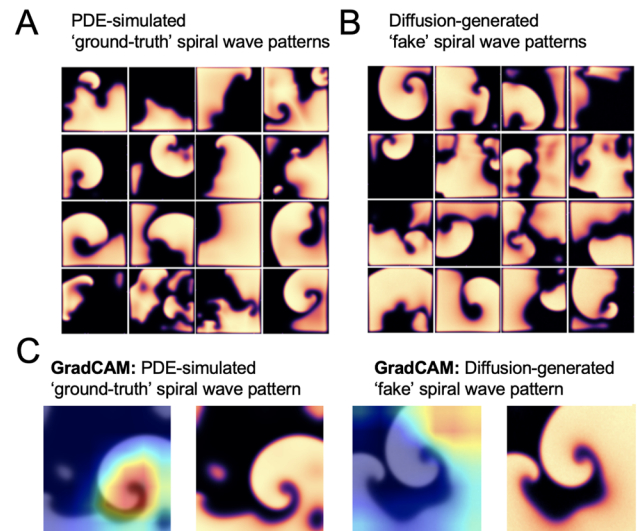 A
PDE-simulated
‘ground-truth’ spiral wave patterns
B
Diffusion-generated
‘fake’ spiral wave patterns
C
GradCAM: PDE-simulated
‘ground-truth’ spiral wave pattern
GradCAM: Diffusion-generated
‘fake’ spiral wave pattern